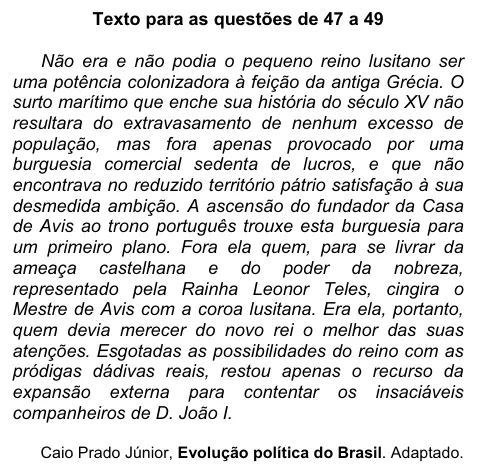 Texto para as questões de 47 a 49
Não era e não podia o pequeno reino lusitano ser
uma potência colonizadora à feição da antiga Grécia. O
surto marítimo que enche sua história do século XV não
resultara do extravasamento de nenhum excesso de
população, mas fora apenas provocado por uma
burguesia comercial sedenta de lucros, e que não
encontrava no reduzido território pátrio satisfação à sua
desmedida ambição. A ascensão do fundador da Casa
de Avis ao trono português trouxe esta burguesia para
um primeiro plano. Fora ela quem, para se livrar da
ameaça castelhana e do poder da nobreza,
representado pela Rainha Leonor Teles, cingira o
Mestre de Avis com a coroa lusitana. Era ela, portanto,
quem devia merecer do novo rei o melhor das suas
atenções. Esgotadas as possibilidades do reino com as
pródigas dádivas reais, restou apenas o recurso da
expansão externa para contentar os insaciáveis
companheiros de D. João I.
Caio Prado Júnior, Evolução política do Brasil. Adaptado.